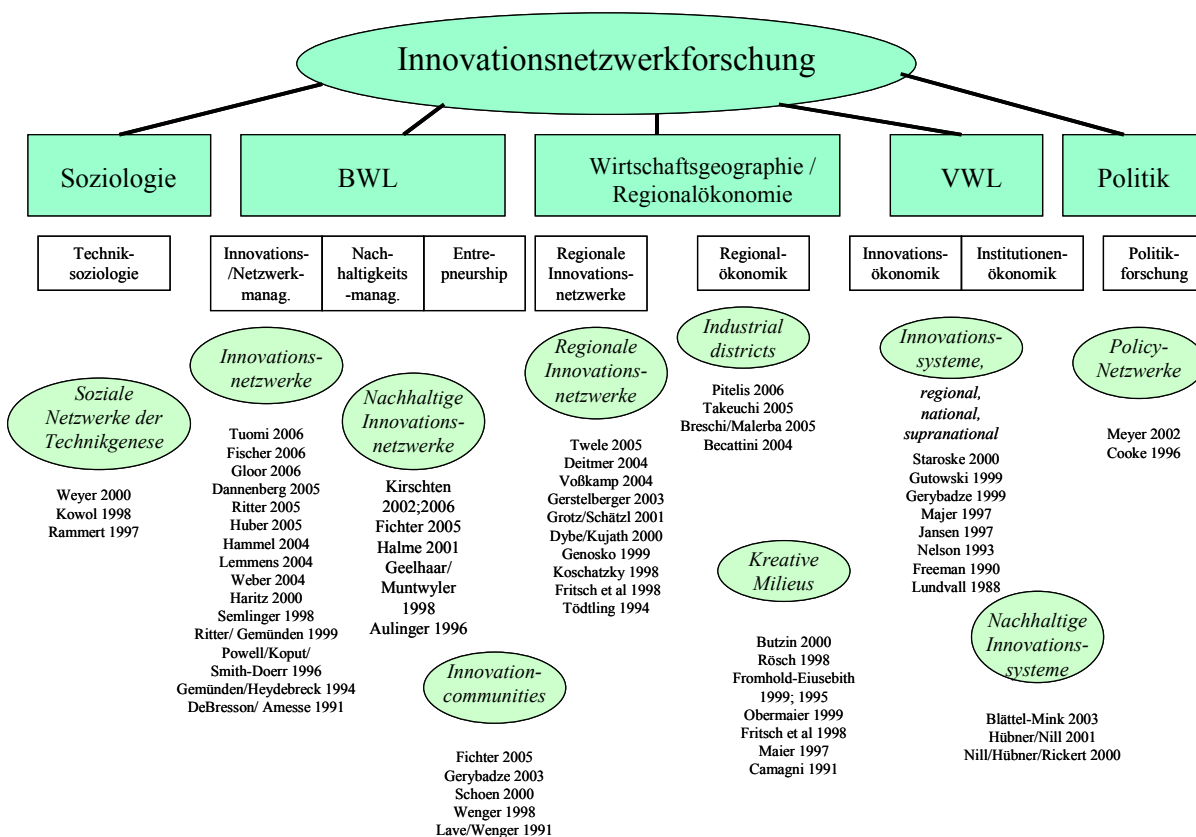 Innovationsnetzwerkforschung
Soziologie
BWL
Wirtschaftsgeographie /
Regionalökonomie
VWL
Politik
Technik-
soziologie
Innovations-
/Netzwerk-
manag.
Nach-
haltigkeits
-manag.
Entre-
pneurship
Regionale
Innovations-
netzwerke
Regional-
ökonomik
Innovations-
ökonomik
Institutionen-
ökonomik
Politik-
forschung
Soziale
Netzwerke der
Technikgenese
Weyer 2000
Kowol 1998
Rammert 1997
Innovations-
netzwerke
Tuomi 2006
Fischer 2006
Gloor 2006
Dannenberg 2005
Ritter 2005
Huber 2005
Hammel 2004
Lemmens 2004
Weber 2004
Haritz 2000
Semlinger 1998
Ritter/ Gemünden 1999
Powell/Koput/
Smith-Doerr 1996
Gemünden/Heydebreck 1994
DeBresson/ Amesse 1991
Nachhaltige
Innovations-
netzwerke
Kirschten
2002;2006
Fichter 2005
Halme 2001
Geelhaar/
Muntwyler
1998
Aulinger 1996
Innovation-
communities
Fichter 2005
Gerybadze 2003
Schoen 2000
Wenger 1998
Lave/Wenger 1991
Regionale
Innovations-
netzwerke
Twele 2005
Deitmer 2004
Voßkamp 2004
Gerstelberger 2003
Grotz/Schätzl 2001
Dybe/Kujath 2000
Genosko 1999
Koschatzky 1998
Fritsch et al 1998
Tödtling 1994
Industrial
districts
Pitelis 2006
Takeuchi 2005
Breschi/Malerba 2005
Becattini 2004
Kreative
Milieus
Butzin 2000
Rösch 1998
Fromhold-Eiusebith
1999; 1995
Obermaier 1999
Fritsch et al 1998
Maier 1997
Camagni 1991
Innovations-
systeme,
regional,
national,
supranational
Staroske 2000
Gutowski 1999
Gerybadze 1999
Majer 1997
Jansen 1997
Nelson 1993
Freeman 1990
Lundvall 1988
Nachhaltige
Innovations-
systeme
Blättel-Mink 2003
Hübner/Nill 2001
Nill/Hübner/Rickert 2000
Policy-
Netzwerke
Meyer 2002
Cooke 1996